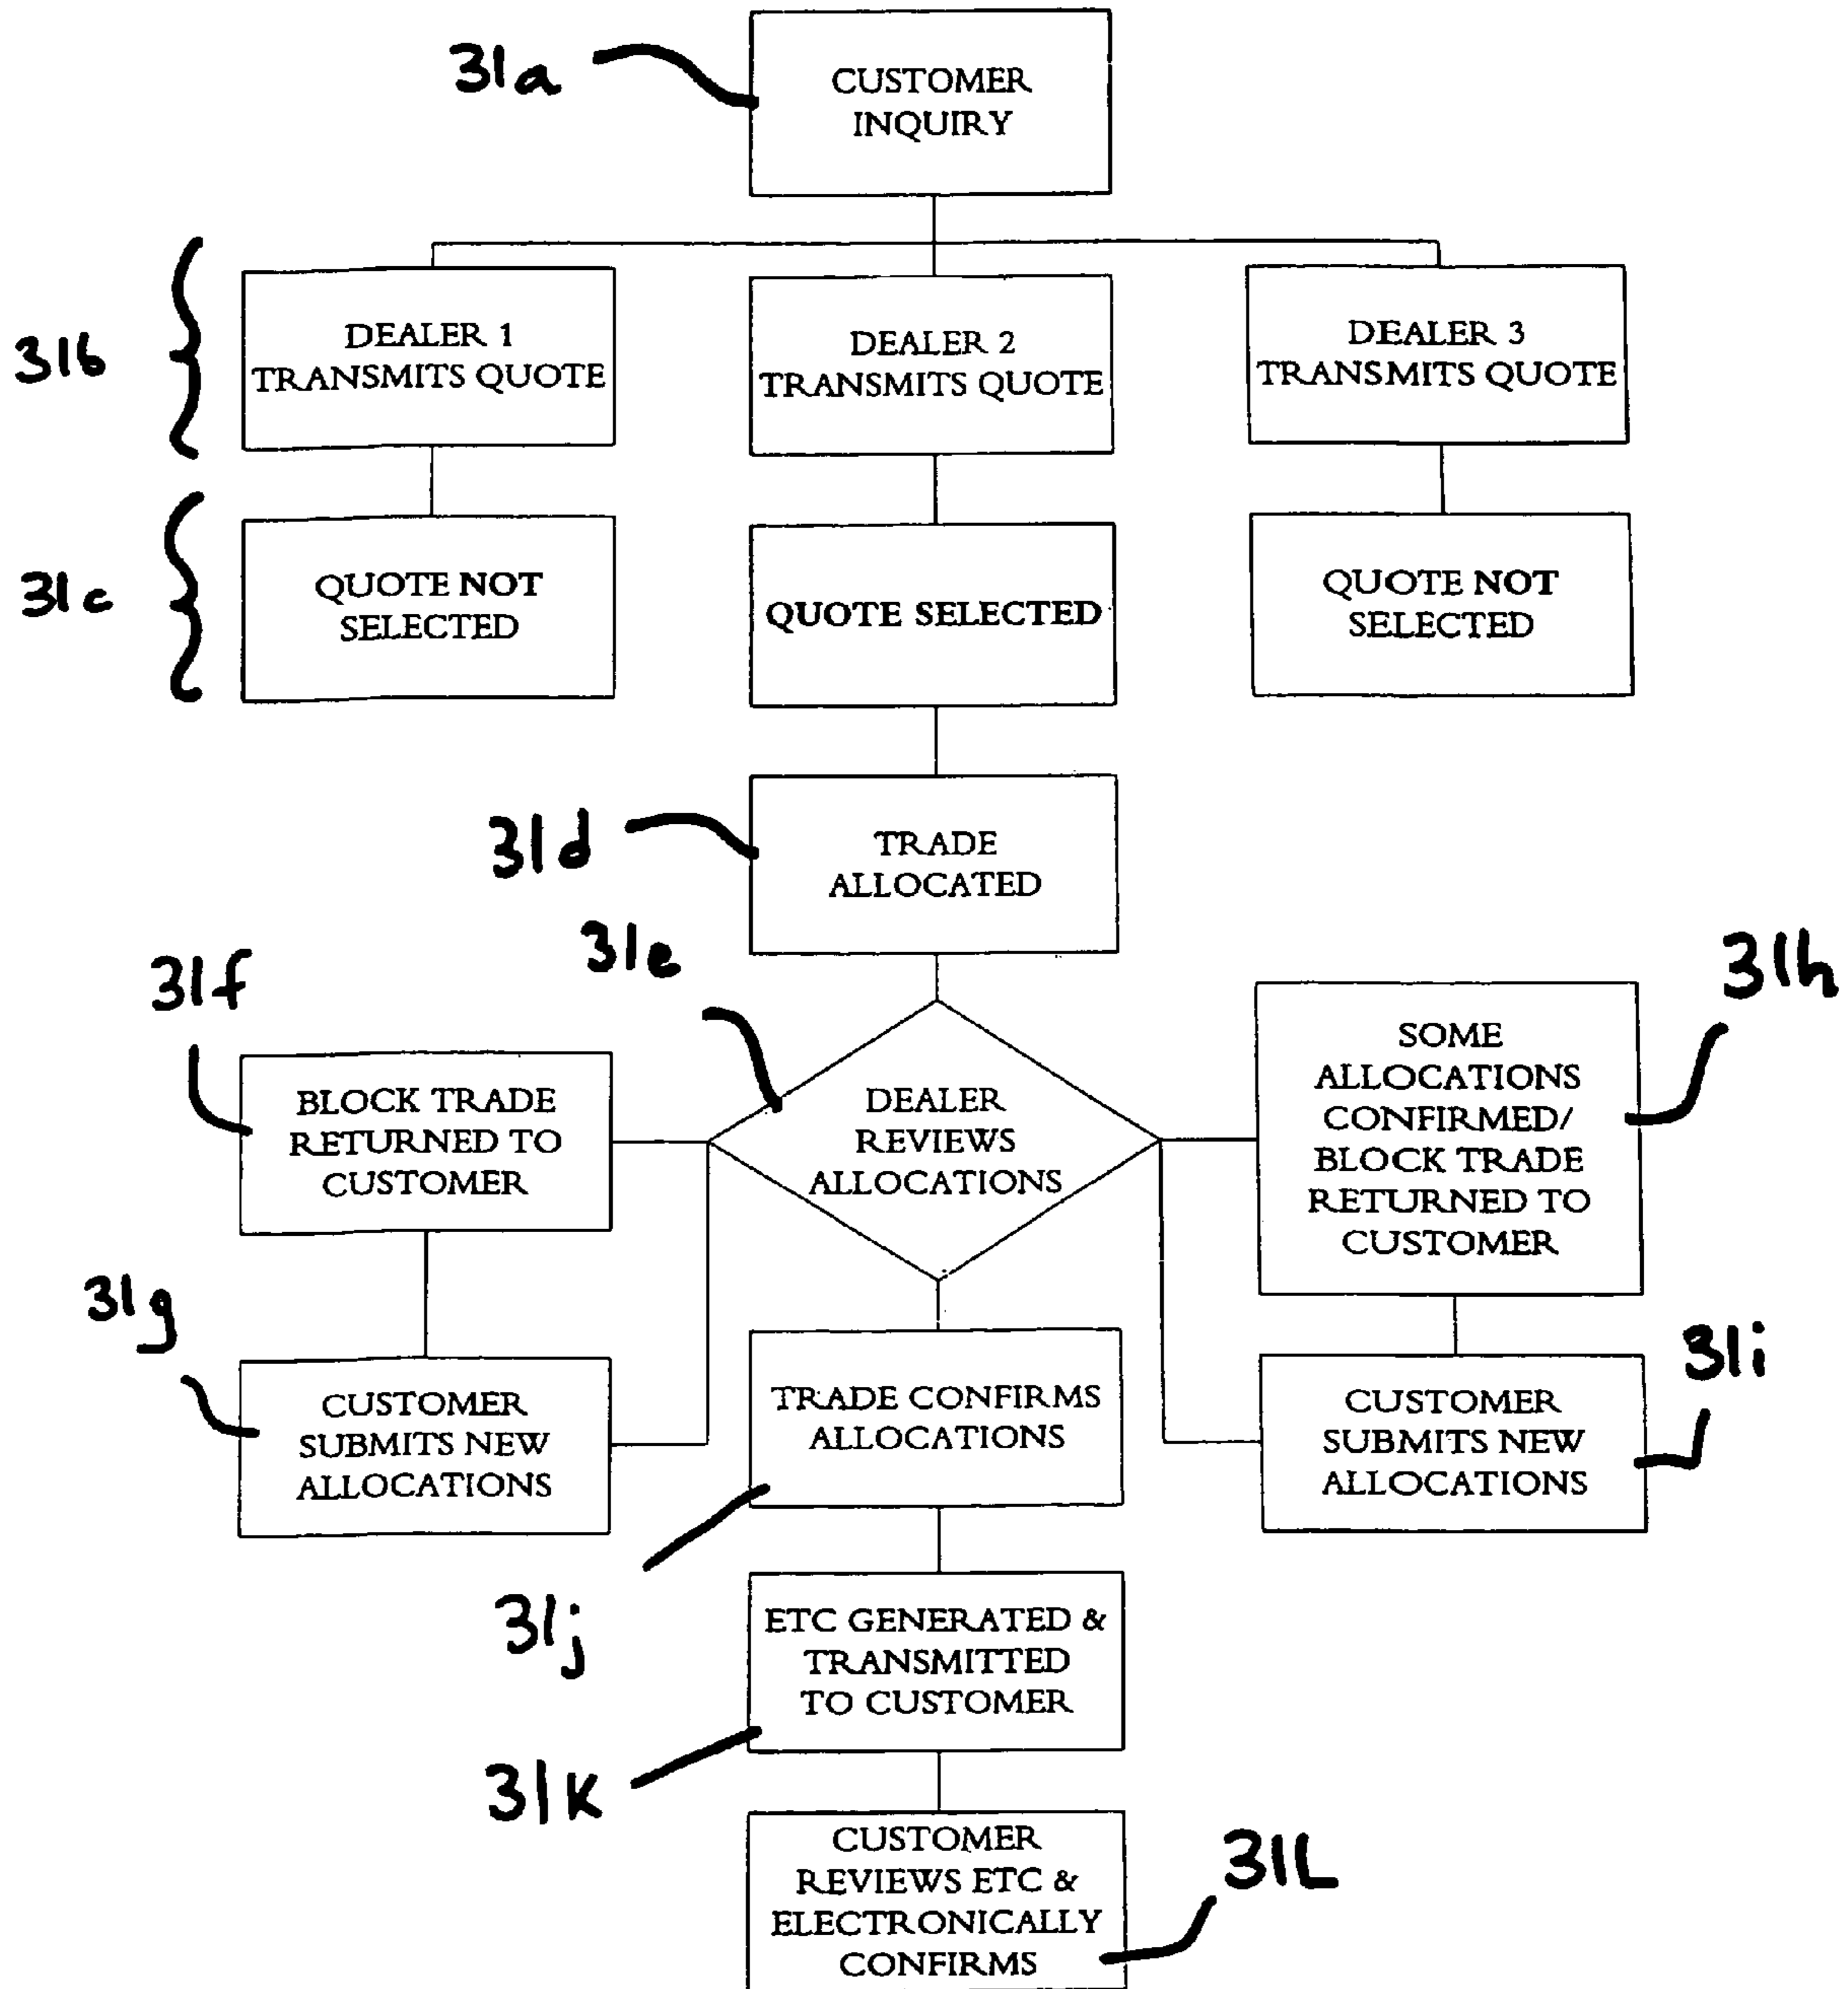 31a
CUSTOMER
INQUIRY
31b
DEALER 1
TRANSMITS QUOTE
DEALER 2
TRANSMITS QUOTE
DEALER 3
TRANSMITS QUOTE
31c
QUOTE NOT
SELECTED
QUOTE SELECTED
QUOTE NOT
SELECTED
31d
TRADE
ALLOCATED
31e
31f
BLOCK TRADE
RETURNED TO
CUSTOMER
DEALER
REVIEWS
ALLOCATIONS
31h
SOME
ALLOCATIONS
CONFIRMED/
BLOCK TRADE
RETURNED TO
CUSTOMER
31g
CUSTOMER
SUBMITS NEW
ALLOCATIONS
TRADE CONFIRMS
ALLOCATIONS
31i
CUSTOMER
SUBMITS NEW
ALLOCATIONS
31j
ETC GENERATED &
TRANSMITTED
TO CUSTOMER
31k
CUSTOMER
REVIEWS ETC &
ELECTRONICALLY
CONFIRMS
31L